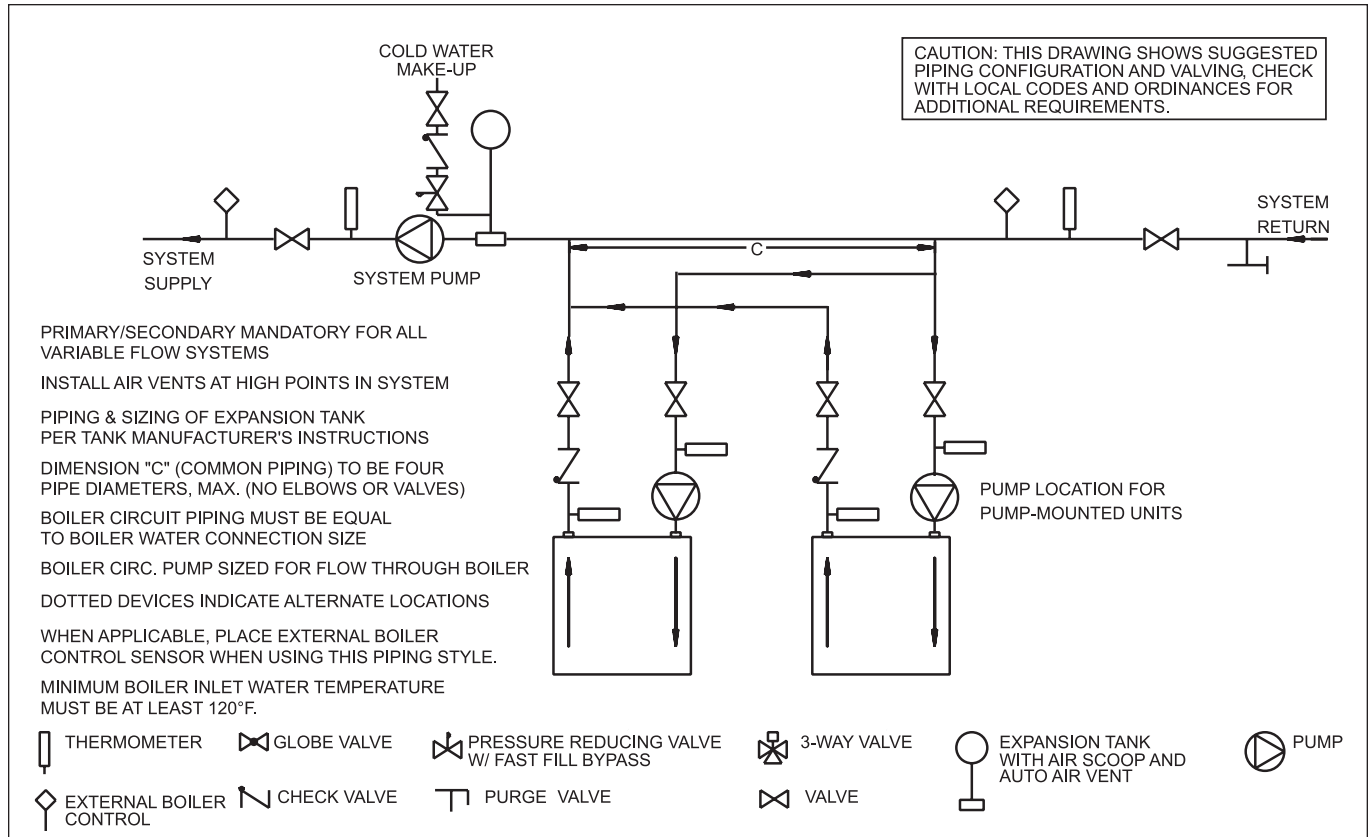 COLD WATER
MAKE-UP
CAUTION: THIS DRAWING SHOWS SUGGESTED
PIPING CONFIGURATION AND VALVING, CHECK
WITH LOCAL CODES AND ORDINANCES FOR
ADDITIONAL REQUIREMENTS.
SYSTEM
RETURN
SYSTEM
SUPPLY
SYSTEM PUMP
C
PRIMARY/SECONDARY MANDATORY FOR ALL
VARIABLE FLOW SYSTEMS
INSTALL AIR VENTS AT HIGH POINTS IN SYSTEM
PIPING & SIZING OF EXPANSION TANK
PER TANK MANUFACTURER'S INSTRUCTIONS
DIMENSION "C" (COMMON PIPING) TO BE FOUR
PIPE DIAMETERS, MAX. (NO ELBOWS OR VALVES)
BOILER CIRCUIT PIPING MUST BE EQUAL
TO BOILER WATER CONNECTION SIZE
BOILER CIRC. PUMP SIZED FOR FLOW THROUGH BOILER
DOTTED DEVICES INDICATE ALTERNATE LOCATIONS
WHEN APPLICABLE, PLACE EXTERNAL BOILER
CONTROL SENSOR WHEN USING THIS PIPING STYLE.
MINIMUM BOILER INLET WATER TEMPERATURE
MUST BE AT LEAST 120°F.
PUMP LOCATION FOR
PUMP-MOUNTED UNITS
THERMOMETER
GLOBE VALVE
PRESSURE REDUCING VALVE
W/ FAST FILL BYPASS
3-WAY VALVE
EXPANSION TANK
WITH AIR SCOOP AND
AUTO AIR VENT
PUMP
EXTERNAL BOILER
CONTROL
CHECK VALVE
PURGE VALVE
VALVE